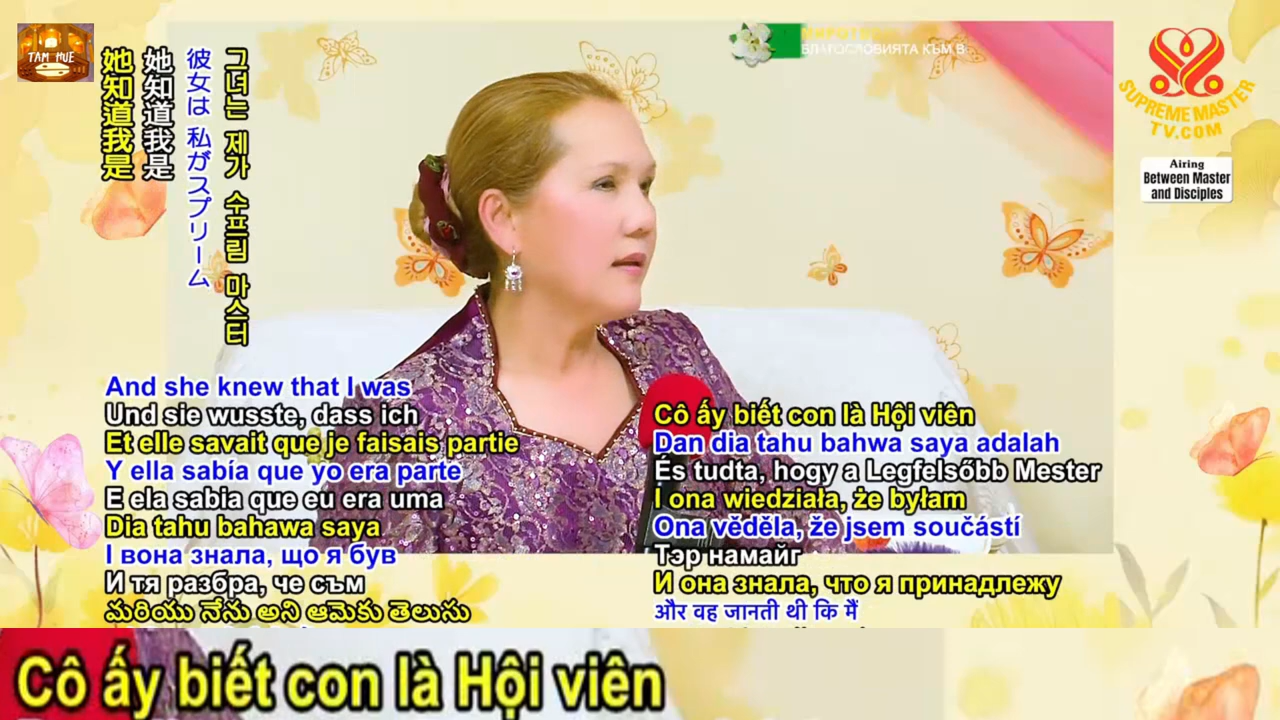 TAM HUE
她知道我是
她知道我是
彼女は 私がスプリーム
그녀는 제가 수프림 마스터
БЛАГОСЛОВИЯТА КЪМ В
SUPREME MASTER
TV.COM
Airing
Between Master
and Disciples
And she knew that I was
Und sie wusste, dass ich
Et elle savait que je faisais partie
Y ella sabía que yo era parte
E ela sabia que eu era uma
Dia tahu bahawa saya
І вона знала, що я був
И тя разбра, че съм
మరియు నేను అని ఆమెకు తెలుసు
Cô ấy biết con là Hội viên
Dan dia tahu bahwa saya adalah
És tudta, hogy a Legfelsőbb Mester
I ona wiedziała, że byłam
Ona věděla, že jsem součástí
Тэр намайг
И она знала, что я принадлежу
और वह जानती थी कि मैं
Cô ấy biết con là Hội viên